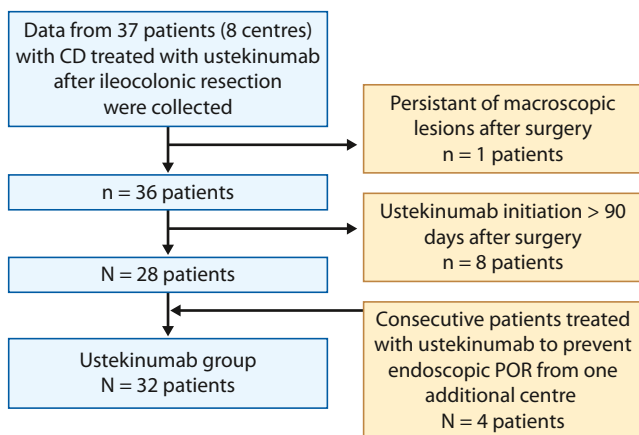 Data from 37 patients (8 centres)
with CD treated with ustekinumab
after ileocolonic resection
were collected
Persistant of macroscopic
lesions after surgery
n = 1 patients
n = 36 patients
Ustekinumab initiation > 90
days after surgery
n = 8 patients
N = 28 patients
Consecutive patients treated
with ustekinumab to prevent
endoscopic POR from one
additional centre
N = 4 patients
Ustekinumab group
N = 32 patients